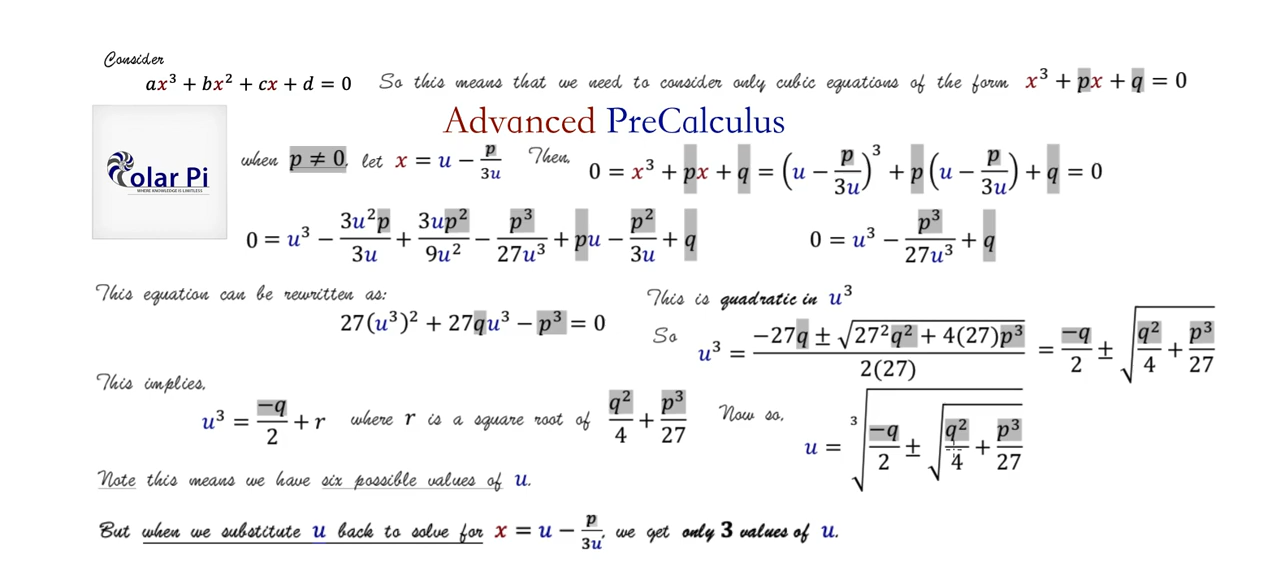 Consider
ax³ + bx² + cx + d = 0 So this means that we need to consider only cubic equations of the form x³ + px + q = 0
Advanced PreCalculus
Polar Pi
WHERE KNOWLEDGE IS LIMITLESS
when p ≠ 0, let x = u − p/3u Then, 0 = x³ + px + q = (u − p/3u)³ + p(u − p/3u) + q = 0
0 = u³ − 3u²p/3u + 3up²/9u² − p³/27u³ + pu − p²/3u + q 0 = u³ − p³/27u³ + q
This equation can be rewritten as:
27(u³)² + 27qu³ − p³ = 0
This is quadratic in u³
So u³ = (−27q ± √(27²q² + 4(27)p³))/2(27) = −q/2 ± √(q²/4 + p³/27)
This implies,
u³ = −q/2 + r where r is a square root of q²/4 + p³/27 Now so,
u = ³√(−q/2 ± √(q²/4 + p³/27))
Note this means we have six possible values of u.
But when we substitute u back to solve for x = u − p/3u, we get only 3 values of u.